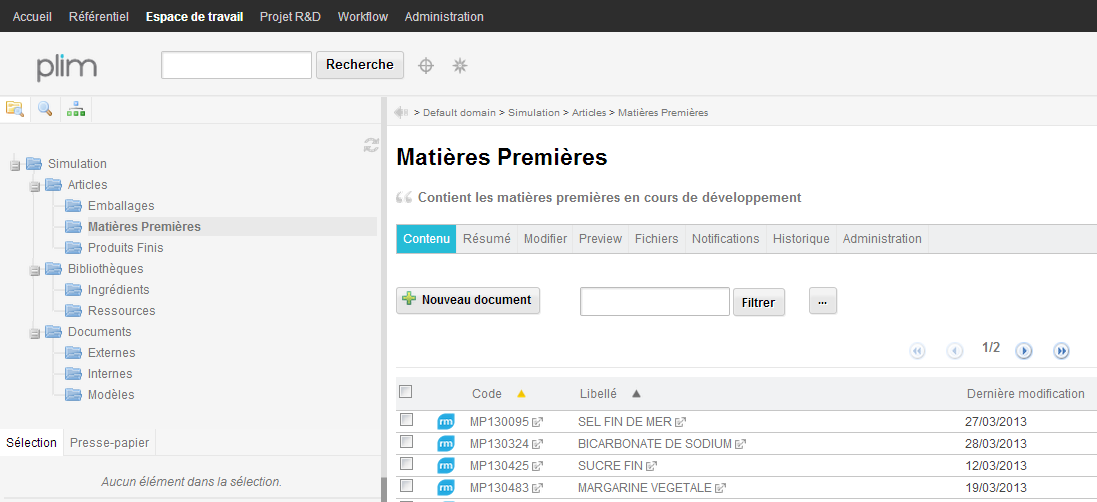 Accueil Référentiel Espace de travail Projet R&D Workflow Administration
plim Recherche
> Default domain > Simulation > Articles > Matières Premières
Simulation
Articles
Emballages
Matières Premières
Produits Finis
Bibliothèques
Ingrédients
Ressources
Documents
Externes
Internes
Modèles
Sélection Presse-papier
Aucun élément dans la sélection.
Matières Premières
Contient les matières premières en cours de développement
Contenu Résumé Modifier Preview Fichiers Notifications Historique Administration
Nouveau document Filtrer ...
1/2
Code Libellé Dernière modification
rm MP130095 SEL FIN DE MER 27/03/2013
rm MP130324 BICARBONATE DE SODIUM 28/03/2013
rm MP130425 SUCRE FIN 12/03/2013
rm MP130483 MARGARINE VEGETALE 19/03/2013